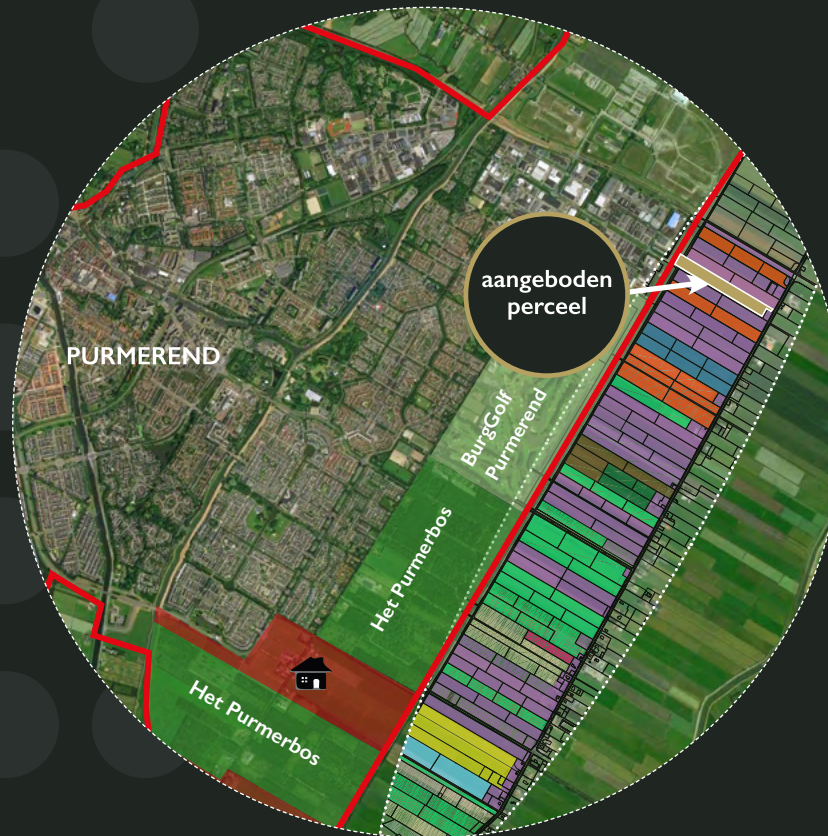 aangeboden
perceel
PURMEREND
BurgGolf
Purmerend
Het Purmerbos
Het Purmerbos